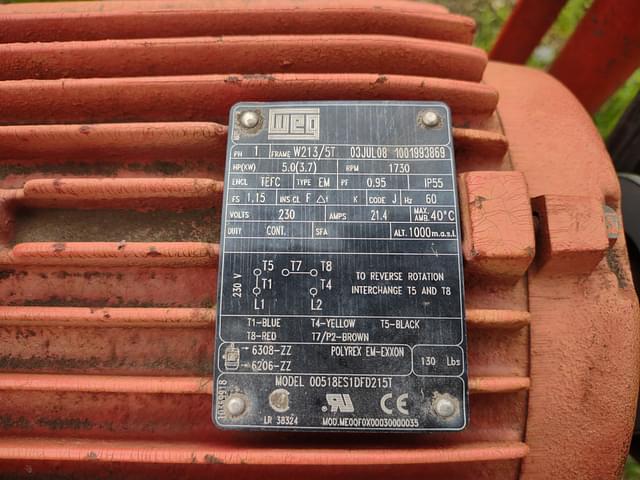 WEG
PH 1 FRAME W213/5T 03JUL08 1001993869
HP(KW) 5.0(3.7) RPM 1730
ENCL TEFC TYPE EM PF 0.95 IP55
FS 1.15 INS CL F △t K CODE J Hz 60
VOLTS 230 AMPS 21.4 MAX. AMB. 40°C
DUTY CONT. SFA ALT. 1000m.a.s.l.
230 V
T5 T7 T8
T1 T4
L1 L2
TO REVERSE ROTATION
INTERCHANGE T5 AND T8
T1-BLUE T4-YELLOW T5-BLACK
T8-RED T7/P2-BROWN
6308-ZZ POLYREX EM-EXXON
6206-ZZ 130 Lbs
MODEL 00518ES1DFD215T
LR 38324
CE
MOD.ME00F0X00030000035